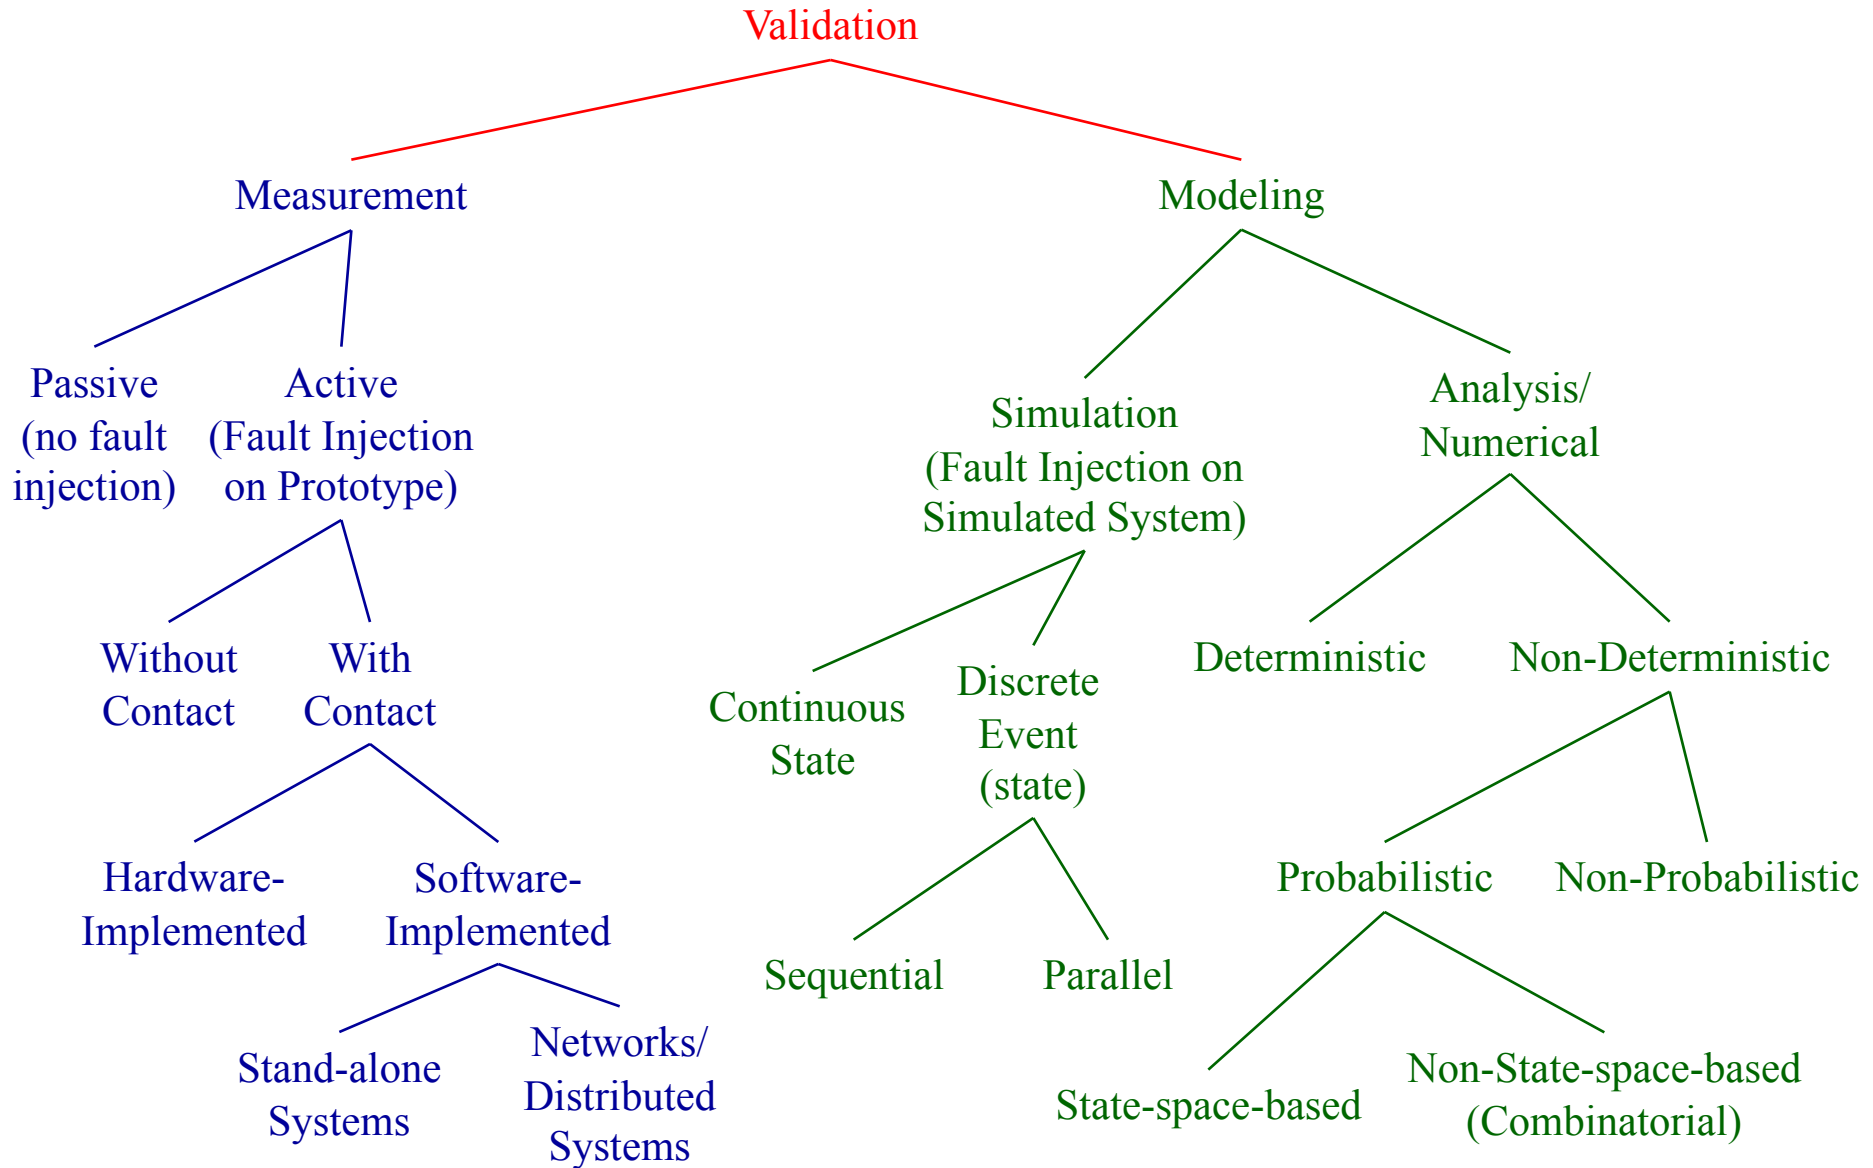 Validation
Measurement
Modeling
Passive
(no fault
injection)
Active
(Fault Injection
on Prototype)
Simulation
(Fault Injection on
Simulated System)
Analysis/
Numerical
Without
Contact
With
Contact
Continuous
State
Discrete
Event
(state)
Deterministic
Non-Deterministic
Hardware-
Implemented
Software-
Implemented
Sequential
Parallel
Probabilistic
Non-Probabilistic
Stand-alone
Systems
Networks/
Distributed
Systems
State-space-based
Non-State-space-based
(Combinatorial)